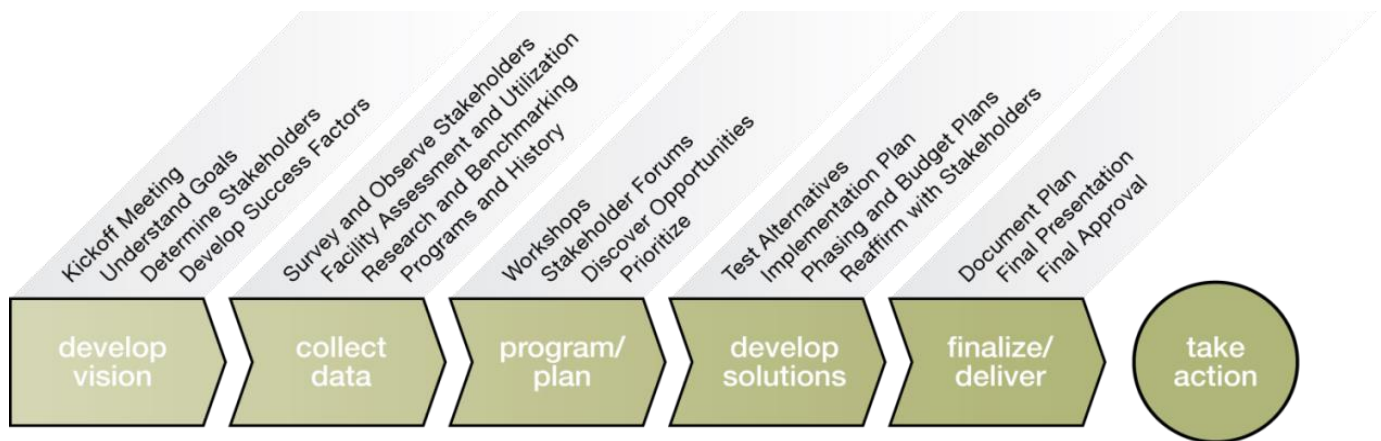 Kickoff Meeting
Understand Goals
Determine Stakeholders
Develop Success Factors
Survey and Observe Stakeholders
Facility Assessment and Utilization
Research and Benchmarking
Programs and History
Workshops
Stakeholder Forums
Discover Opportunities
Prioritize
Test Alternatives
Implementation Plan
Phasing and Budget Plans
Reaffirm with Stakeholders
Document Plan
Final Presentation
Final Approval
develop
vision
collect
data
program/
plan
develop
solutions
finalize/
deliver
take
action